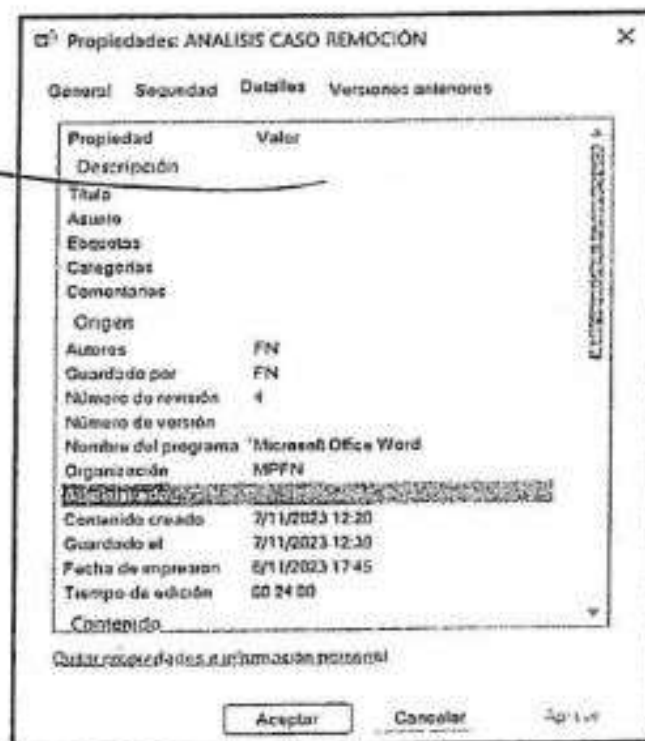 Propiedades: ANALISIS CASO REMOCIÓN
General Seguridad Detalles Versiones anteriores
Propiedad Valor
Descripción
Título
Asunto
Etiquetas
Categorías
Comentarios
Origen
Autores FN
Guardado por FN
Número de revisión 4
Número de versión
Nombre del programa Microsoft Office Word
Organización MPFN
Contenido creado 7/11/2023 12:20
Guardado el 7/11/2023 12:30
Fecha de impresión 6/11/2023 17:45
Tiempo de edición 00:24:00
Contenido
Quitar propiedades e información personal
Aceptar Cancelar Aplicar